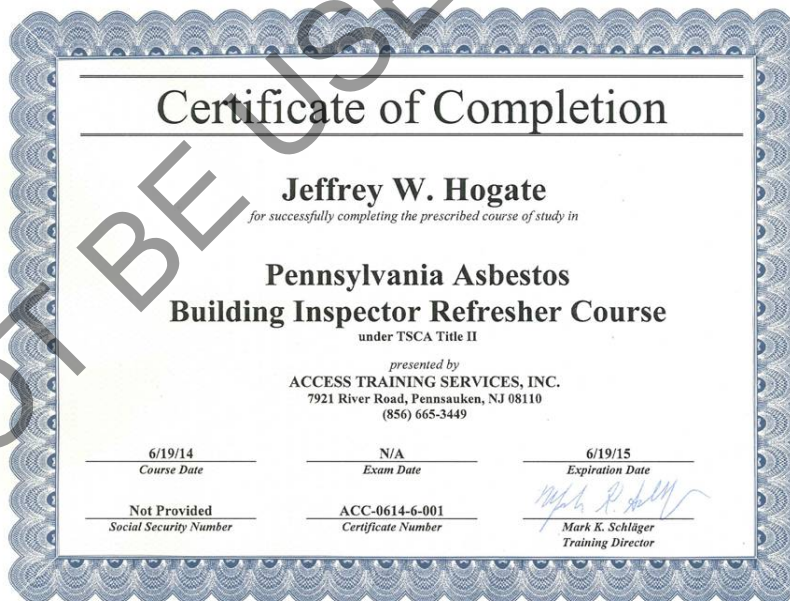 Certificate of Completion
Jeffrey W. Hogate
for successfully completing the prescribed course of study in
Pennsylvania Asbestos
Building Inspector Refresher Course
under TSCA Title II
presented by
ACCESS TRAINING SERVICES, INC.
7921 River Road, Pennsauken, NJ 08110
(856) 665-3449
6/19/14 N/A 6/19/15
Course Date Exam Date Expiration Date
Not Provided ACC-0614-6-001
Social Security Number Certificate Number Mark K. Schläger
Training Director
BE USE